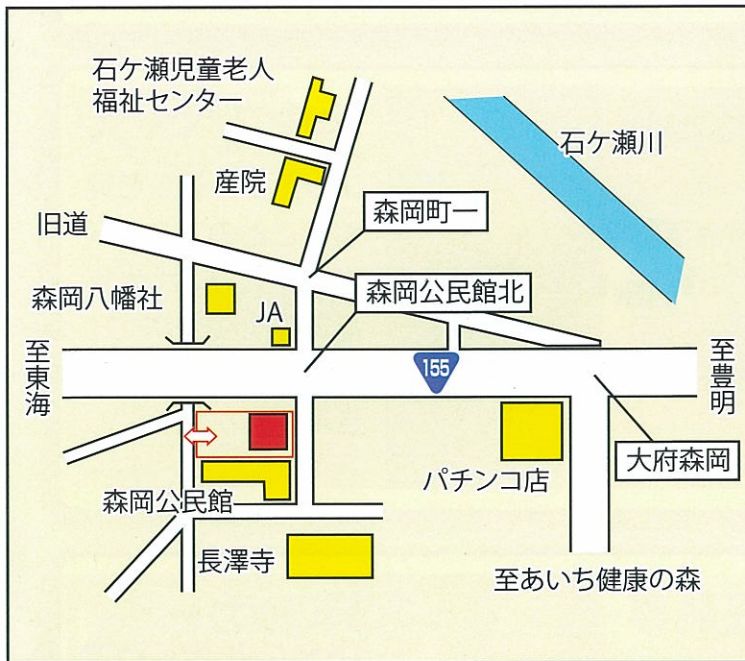 石ケ瀬児童老人
福祉センター
石ケ瀬川
産院
森岡町一
旧道
森岡公民館北
森岡八幡社
JA
至東海
155
至豊明
大府森岡
パチンコ店
森岡公民館
長澤寺
至あいち健康の森